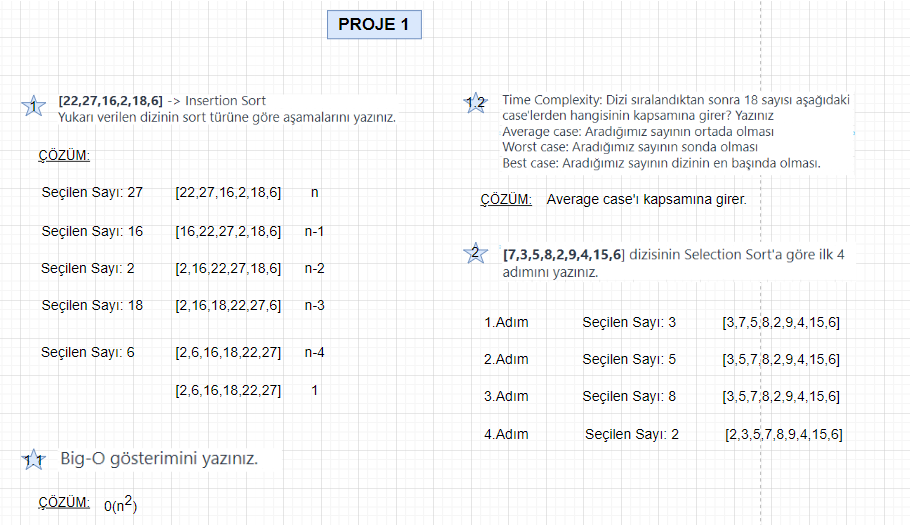 PROJE 1
1
[22,27,16,2,18,6] -> Insertion Sort
Yukarı verilen dizinin sort türüne göre aşamalarını yazınız.
ÇÖZÜM:
Seçilen Sayı: 27 [22,27,16,2,18,6] n
Seçilen Sayı: 16 [16,22,27,2,18,6] n-1
Seçilen Sayı: 2 [2,16,22,27,18,6] n-2
Seçilen Sayı: 18 [2,16,18,22,27,6] n-3
Seçilen Sayı: 6 [2,6,16,18,22,27] n-4
[2,6,16,18,22,27] 1
1.1 Big-O gösterimini yazınız.
ÇÖZÜM: 0(n²)
1.2
Time Complexity: Dizi sıralandıktan sonra 18 sayısı aşağıdaki
case'lerden hangisinin kapsamına girer? Yazınız
Average case: Aradığımız sayının ortada olması
Worst case: Aradığımız sayının sonda olması
Best case: Aradığımız sayının dizinin en başında olması.
ÇÖZÜM: Average case'ı kapsamına girer.
2
[7,3,5,8,2,9,4,15,6] dizisinin Selection Sort'a göre ilk 4
adımını yazınız.
1.Adım Seçilen Sayı: 3 [3,7,5,8,2,9,4,15,6]
2.Adım Seçilen Sayı: 5 [3,5,7,8,2,9,4,15,6]
3.Adım Seçilen Sayı: 8 [3,5,7,8,2,9,4,15,6]
4.Adım Seçilen Sayı: 2 [2,3,5,7,8,9,4,15,6]